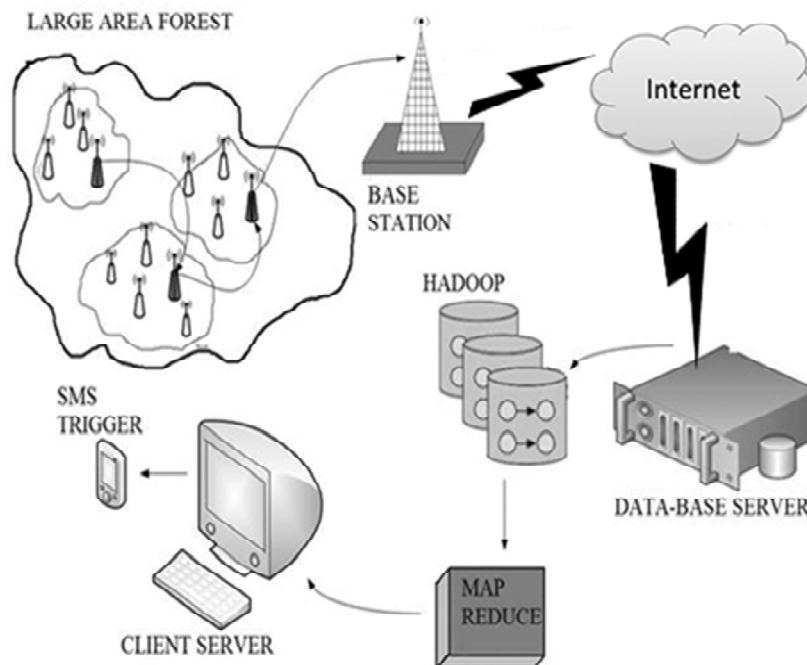 LARGE AREA FOREST
Internet
BASE
STATION
HADOOP
DATA-BASE SERVER
SMS
TRIGGER
MAP
REDUCE
CLIENT SERVER